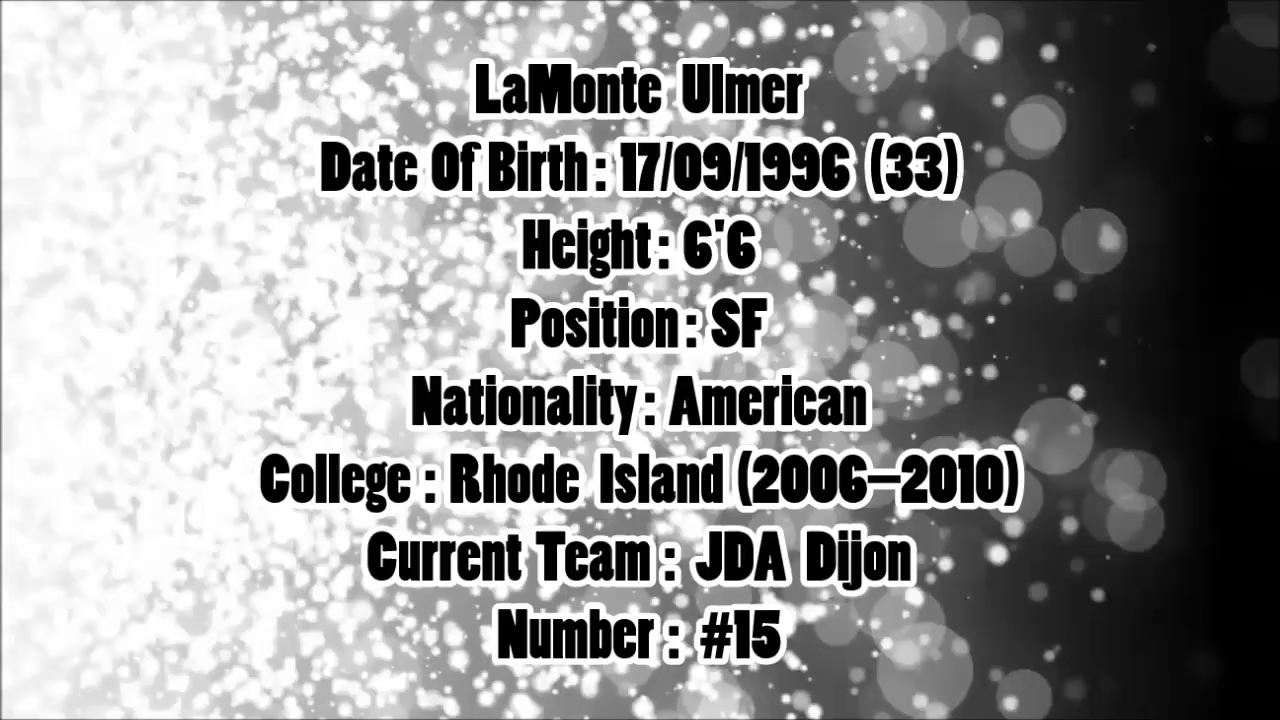 LaMonte Ulmer
Date Of Birth : 17/09/1996 (33)
Height : 6'6
Position : SF
Nationality : American
College : Rhode Island (2006–2010)
Current Team : JDA Dijon
Number : #15